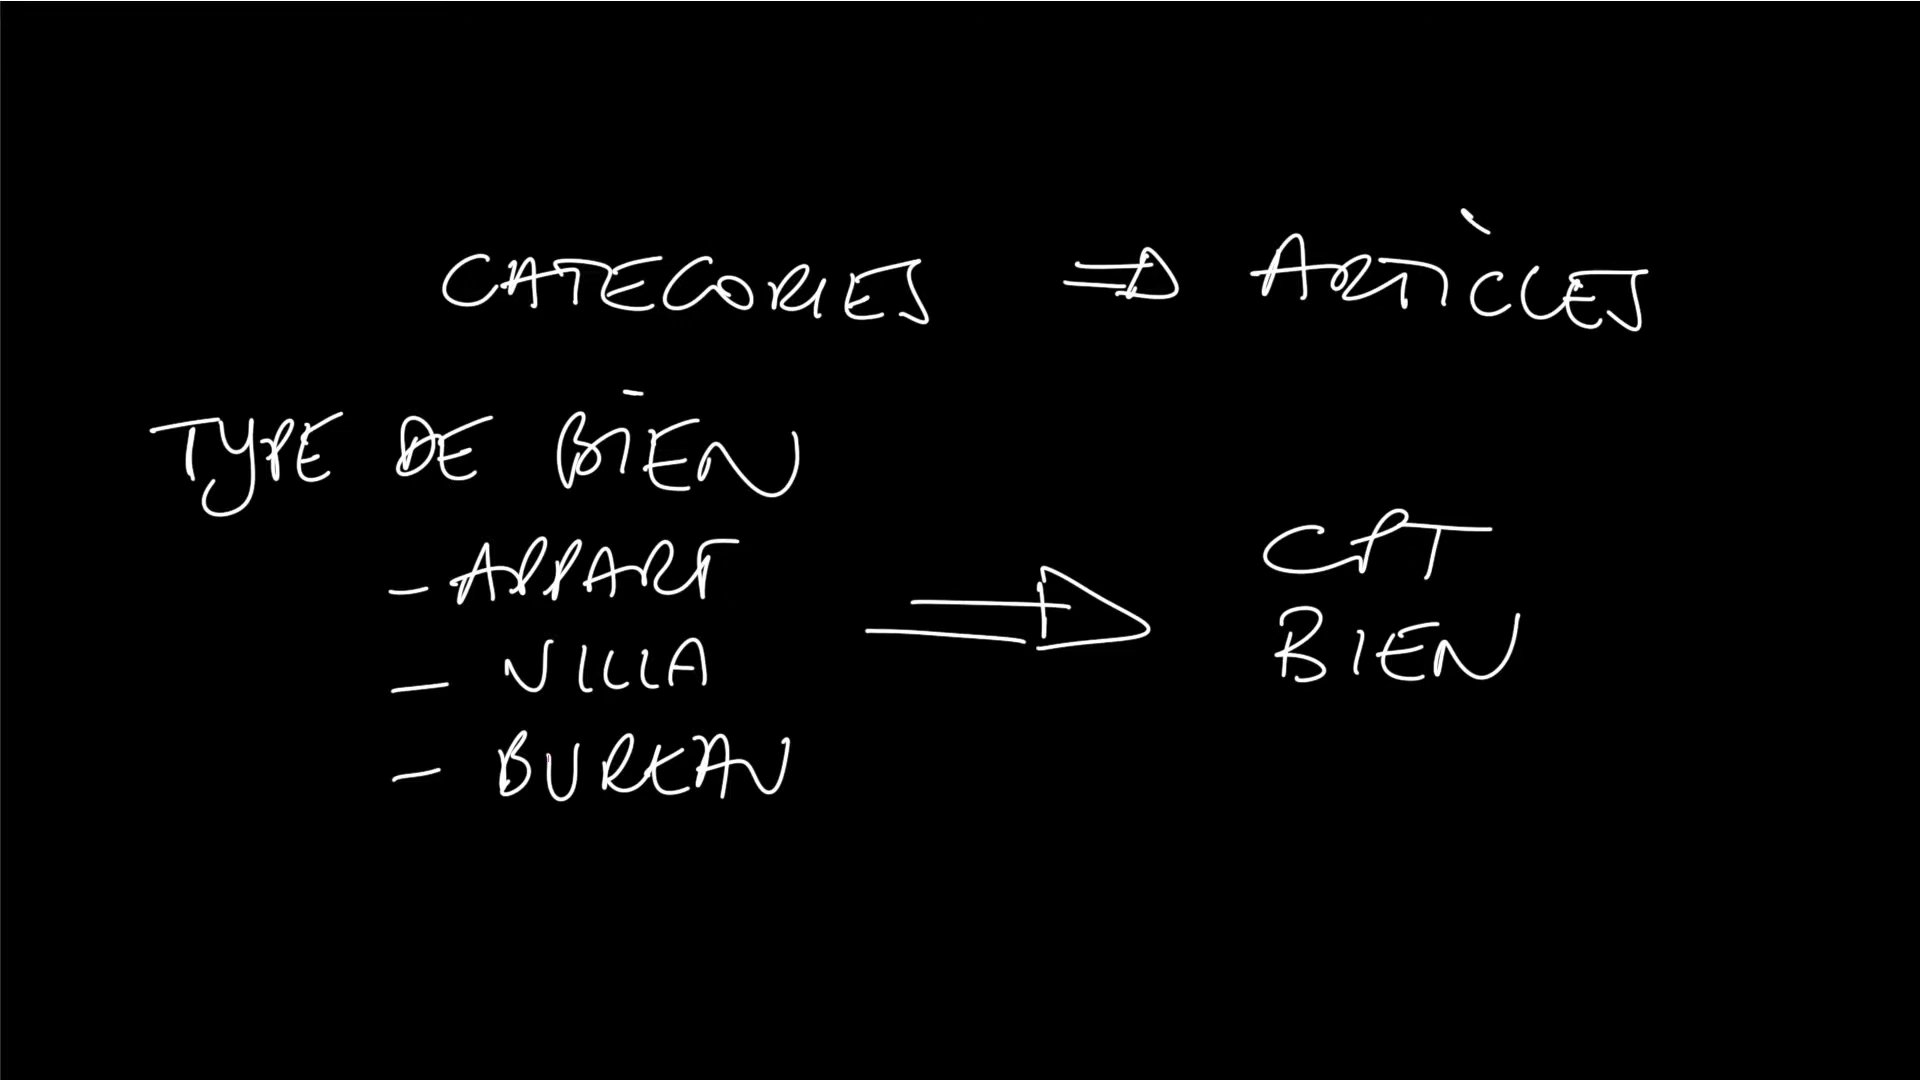 CATEGORIES ⇒ ARTICLES
TYPE DE BIEN
- APPART
- VILLA
- BUREAU
⇒ CPT
BIEN